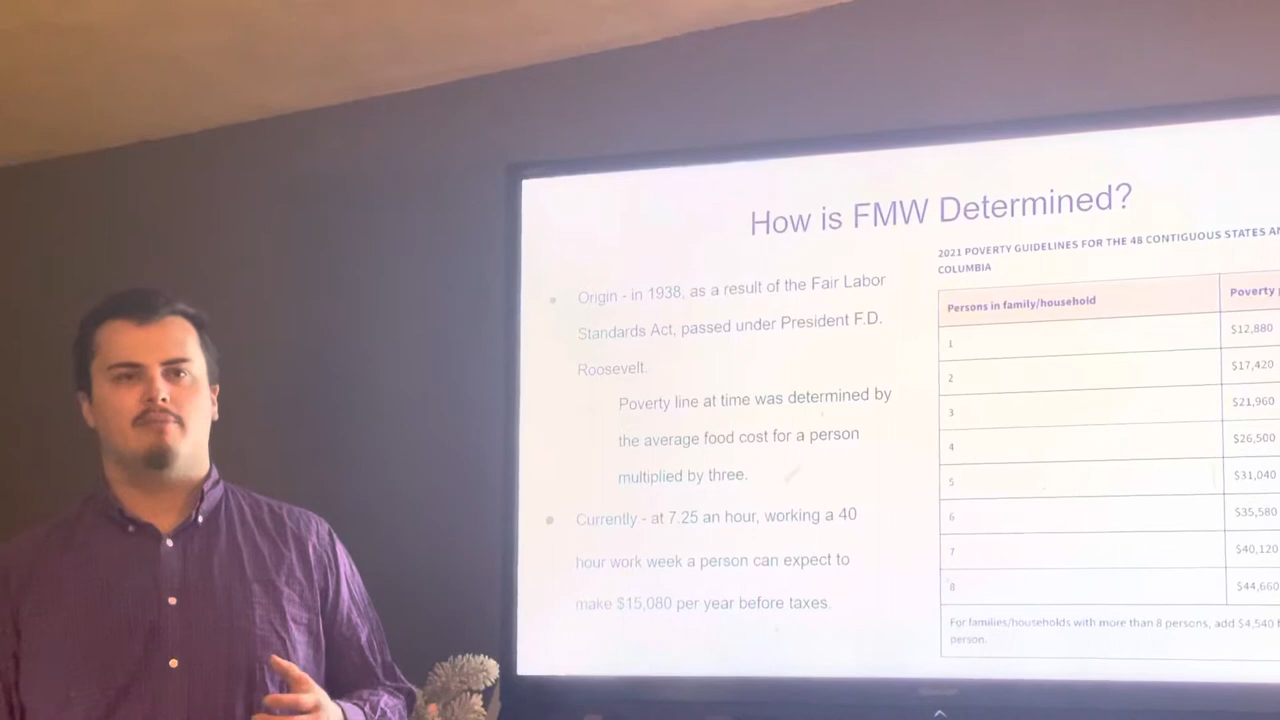 How is FMW Determined?
Origin - in 1938, as a result of the Fair Labor
Standards Act, passed under President F.D.
Roosevelt.
Poverty line at time was determined by
the average food cost for a person
multiplied by three.
Currently - at 7.25 an hour, working a 40
hour work week a person can expect to
make $15,080 per year before taxes.
2021 POVERTY GUIDELINES FOR THE 48 CONTIGUOUS STATES
COLUMBIA
Persons in family/household Poverty
1 $12,880
2 $17,420
3 $21,960
4 $26,500
5 $31,040
6 $35,580
7 $40,120
8 $44,660
For families/households with more than 8 persons, add $4,540
person.